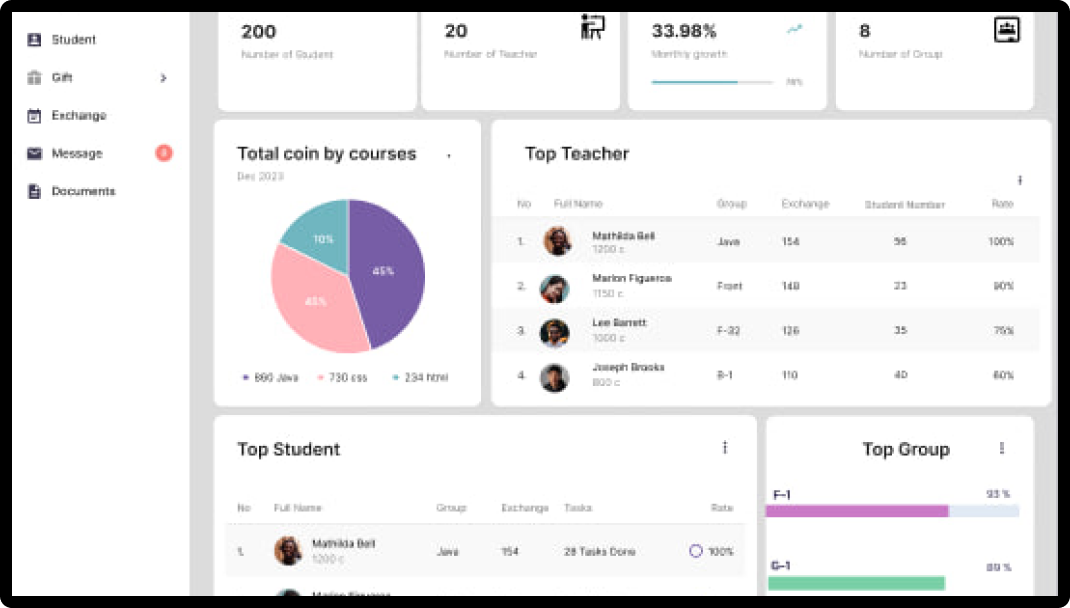 Student
Gift
Exchange
Message
Documents
200
Number of Student
20
Number of Teacher
33.98%
Monthly growth
8
Number of Group
Total coin by courses
Dec 2023
10%
45%
45%
Java
730 css
234 html
Top Teacher
No Full Name Group Exchange Student Number Rate
1. Mathilda Bell Java 154 56 100%
1200 c
2. Marion Figueroa Front 148 23 90%
1150 c
3. Lee Barrett F-32 126 35 75%
1000 c
4. Joseph Brooks B-1 110 40 60%
800 c
Top Student
No Full Name Group Exchange Tasks Rate
1. Mathilda Bell Java 154 28 Tasks Done 100%
1200 c
Top Group
F-1 93 %
G-1 89 %